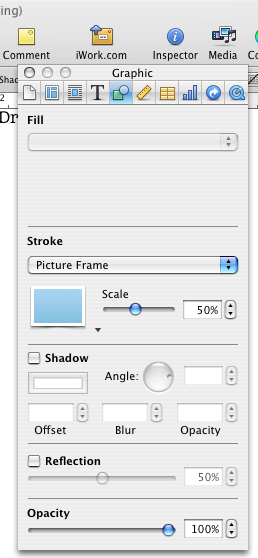 ing)
Comment
iWork.com
Inspector
Media
Shad
Graphic
2
Dr
T
Fill
Stroke
Picture Frame
Scale
50%
Shadow
Angle:
Offset
Blur
Opacity
Reflection
50%
Opacity
100%